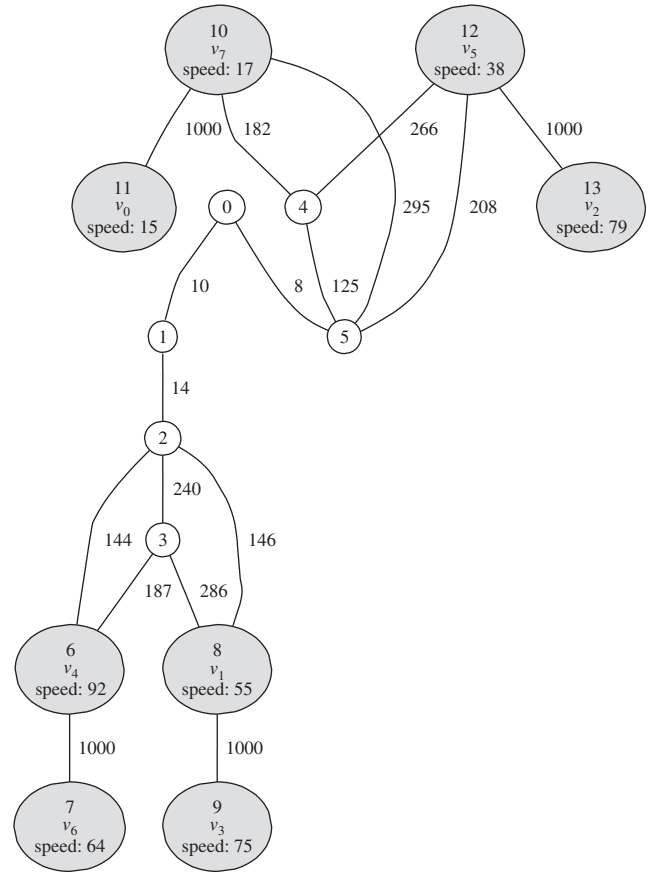 10
v₇
speed: 17
12
v₅
speed: 38
1000
182
266
1000
11
v₀
speed: 15
0
4
295
208
13
v₂
speed: 79
10
8
125
1
5
14
2
240
144
3
146
187
286
6
v₄
speed: 92
8
v₁
speed: 55
1000
1000
7
v₆
speed: 64
9
v₃
speed: 75